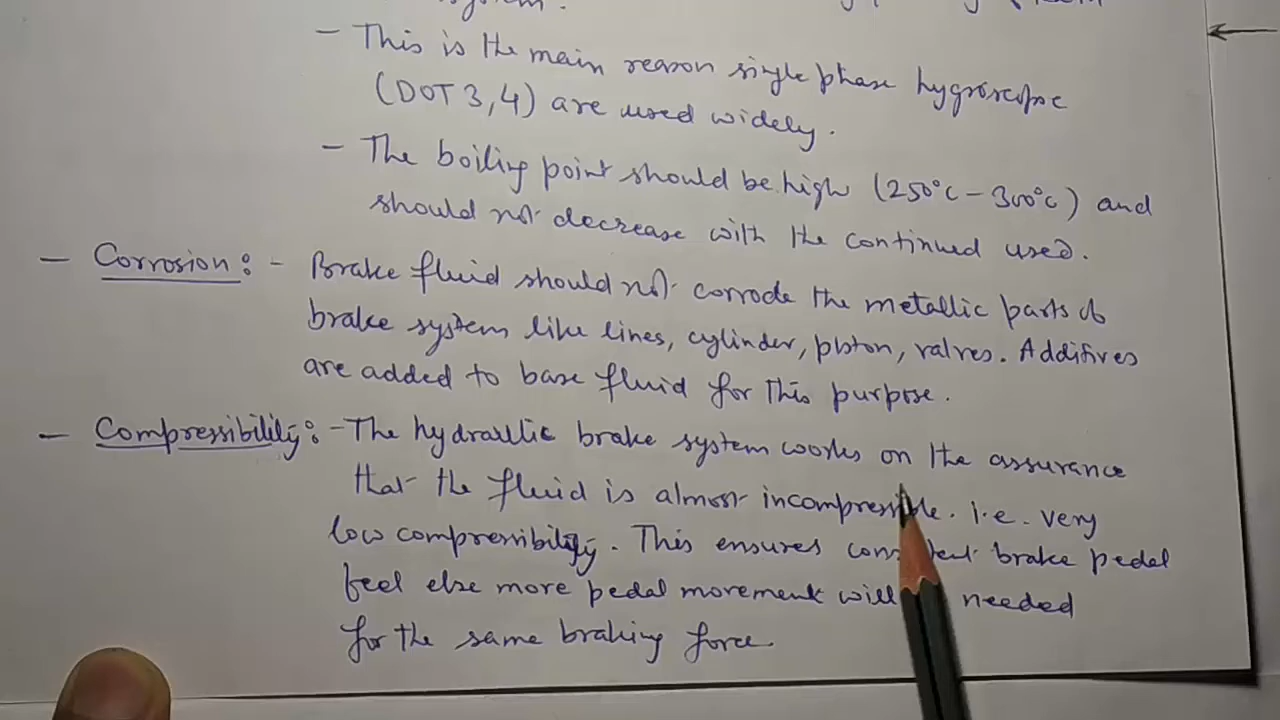 system.
- This is the main reason single phase hygroscopic
(DOT 3,4) are used widely.
- The boiling point should be high (250°C - 300°C) and
should not decrease with the continued used.
- Corrosion :- Brake fluid should not corrode the metallic parts of
brake system like lines, cylinder, piston, valves. Additives
are added to base fluid for this purpose.
- Compressibility :- The hydraulic brake system works on the assurance
that the fluid is almost incompressible. i.e. very
low compressibility. This ensures brake pedal
feel else more pedal movement will needed
for the same braking force.